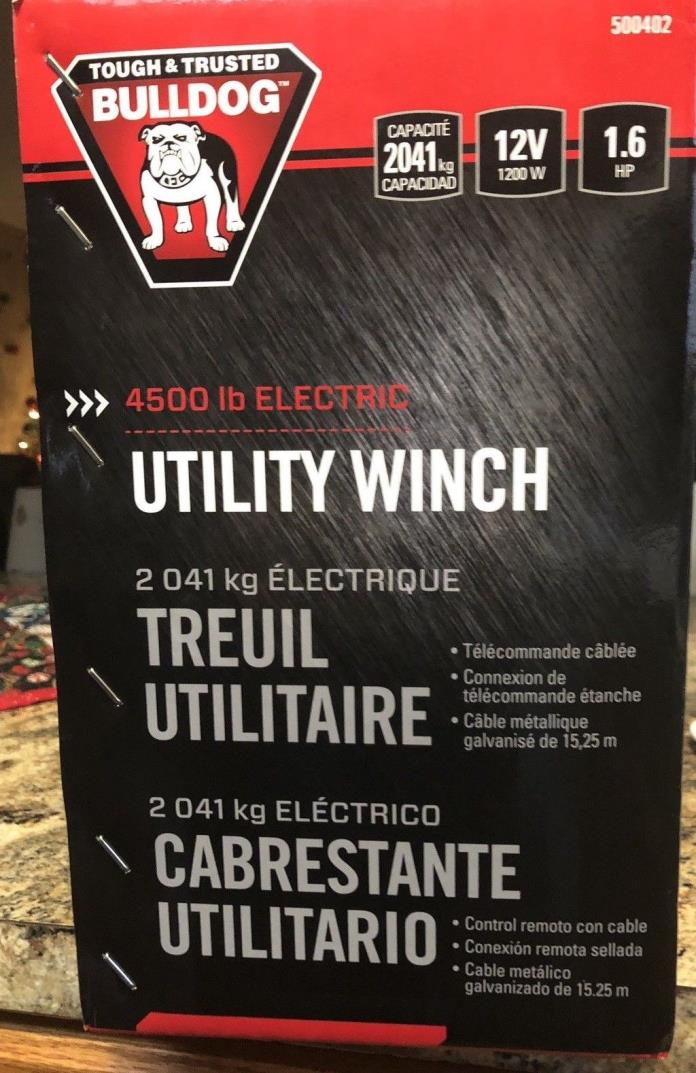 500402
TOUGH & TRUSTED
BULLDOG™
CAPACITÉ
2041 kg
CAPACIDAD
12V
1200 W
1.6
HP
4500 lb ELECTRIC
UTILITY WINCH
2 041 kg ÉLECTRIQUE
TREUIL
UTILITAIRE
• Télécommande câblée
• Connexion de
télécommande étanche
• Câble métallique
galvanisé de 15,25 m
2 041 kg ELÉCTRICO
CABRESTANTE
UTILITARIO
• Control remoto con cable
• Conexión remota sellada
• Cable metálico
galvanizado de 15.25 m